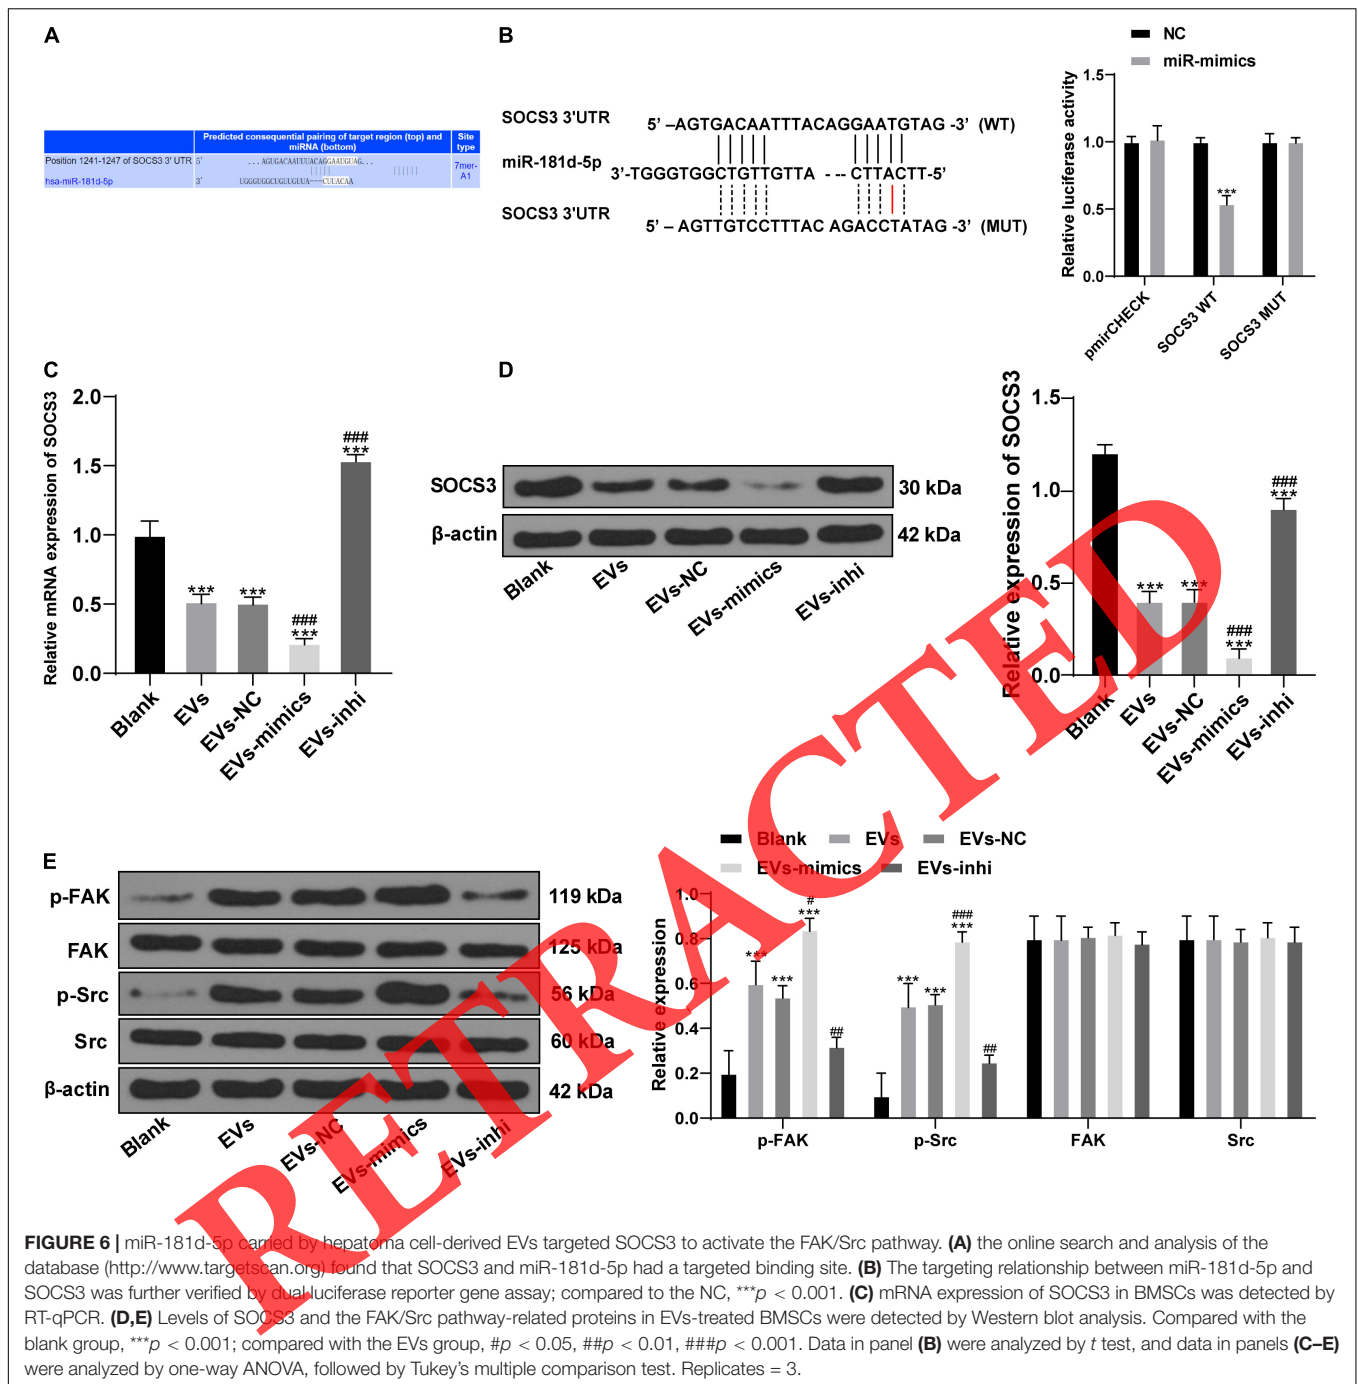 A
Predicted consequential pairing of target region (top) and miRNA (bottom)
Site type
Position 1241-1247 of SOCS3 3' UTR 5' ...AGUGACAAUUUACAGGAAUGUAG...
hsa-miR-181d-5p 3' UGGGUGGCUGUUGUUA---CUUACAA
7mer-A1
B
SOCS3 3'UTR 5' –AGTGACAATTTACAGGAATGTAG -3' (WT)
miR-181d-5p 3'-TGGGTGGCTGTTGTTA - -- CTTACTT-5'
SOCS3 3'UTR 5' – AGTTGTCCTTTAC AGACCTATAG -3' (MUT)
NC
miR-mimics
Relative luciferase activity
1.5
1.0
0.5
0.0
***
pmirCHECK
SOCS3 WT
SOCS3 MUT
C
Relative mRNA expression of SOCS3
2.0
1.5
1.0
0.5
0.0
***
***
###
***
###
***
Blank
EVs
EVs-NC
EVs-mimics
EVs-inhi
D
SOCS3 30 kDa
β-actin 42 kDa
Blank
EVs
EVs-NC
EVs-mimics
EVs-inhi
Relative expression of SOCS3
1.5
1.0
0.5
0.0
***
***
###
***
###
***
Blank
EVs
EVs-NC
EVs-mimics
EVs-inhi
E
p-FAK 119 kDa
FAK 125 kDa
p-Src 56 kDa
Src 60 kDa
β-actin 42 kDa
Blank
EVs
EVs-NC
EVs-mimics
EVs-inhi
Blank EVs EVs-NC
EVs-mimics EVs-inhi
Relative expression
1.0
0.8
0.6
0.4
0.2
0.0
***
***
#
***
##
***
***
###
***
##
p-FAK p-Src FAK Src
RETRACTED
FIGURE 6 | miR-181d-5p carried by hepatoma cell-derived EVs targeted SOCS3 to activate the FAK/Src pathway. (A) the online search and analysis of the
database (http://www.targetscan.org) found that SOCS3 and miR-181d-5p had a targeted binding site. (B) The targeting relationship between miR-181d-5p and
SOCS3 was further verified by dual luciferase reporter gene assay; compared to the NC, ***p < 0.001. (C) mRNA expression of SOCS3 in BMSCs was detected by
RT-qPCR. (D,E) Levels of SOCS3 and the FAK/Src pathway-related proteins in EVs-treated BMSCs were detected by Western blot analysis. Compared with the
blank group, ***p < 0.001; compared with the EVs group, #p < 0.05, ##p < 0.01, ###p < 0.001. Data in panel (B) were analyzed by t test, and data in panels (C–E)
were analyzed by one-way ANOVA, followed by Tukey's multiple comparison test. Replicates = 3.